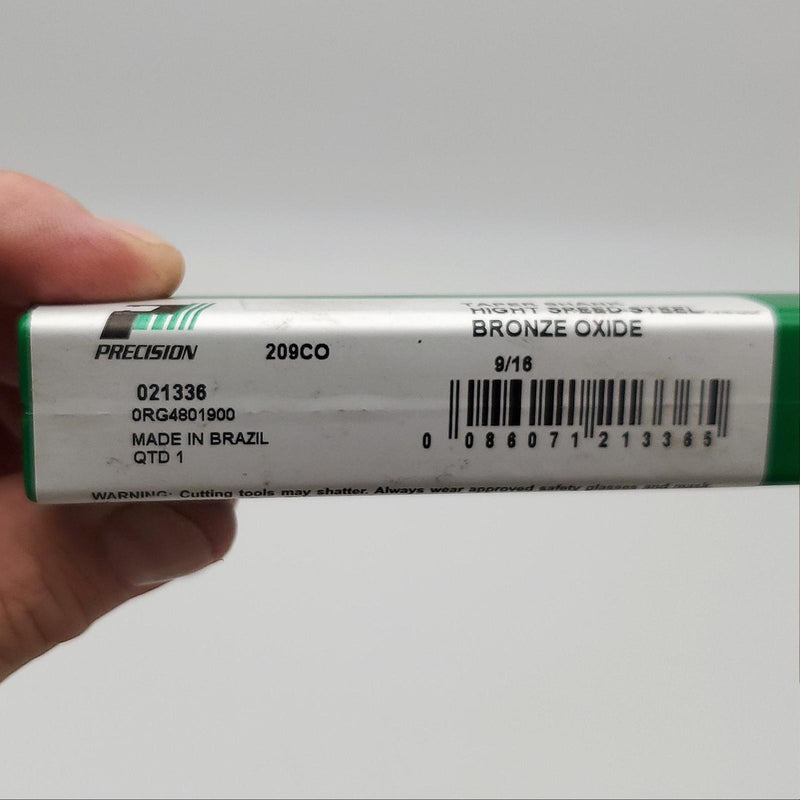 PRECISION
209CO
021336
0RG4801900
MADE IN BRAZIL
QTD 1
TAPER SHANK
HIGHT SPEED STEEL
BRONZE OXIDE
9/16
0 086071 213365
WARNING: Cutting tools may shatter. Always wear approved safety glasses and mask